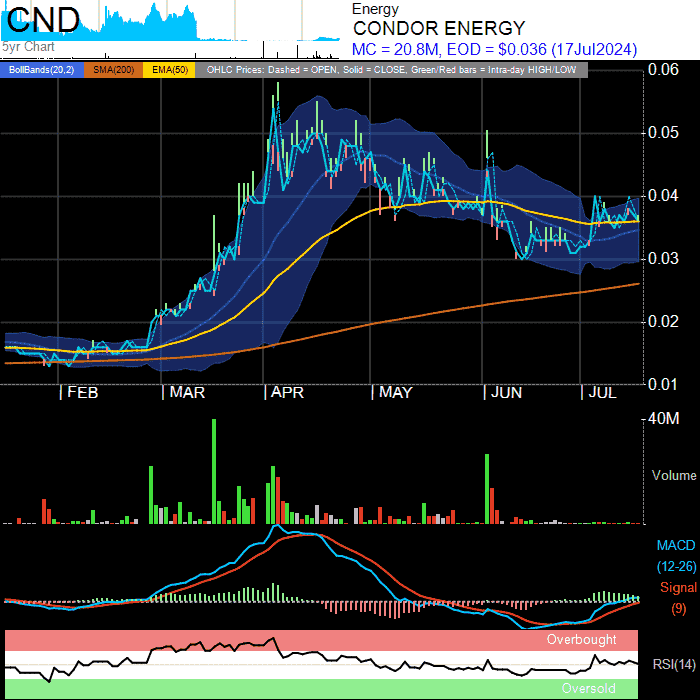 CND
5yr Chart
Energy
CONDOR ENERGY
MC = 20.8M, EOD = $0.036 (17Jul2024)
BollBands(20,2) SMA(200) EMA(50) OHLC Prices: Dashed = OPEN, Solid = CLOSE, Green/Red bars = Intra-day HIGH/LOW
0.06
0.05
0.04
0.03
0.02
0.01
FEB MAR APR MAY JUN JUL
40M
Volume
MACD
(12-26)
Signal
(9)
Overbought
RSI(14)
Oversold